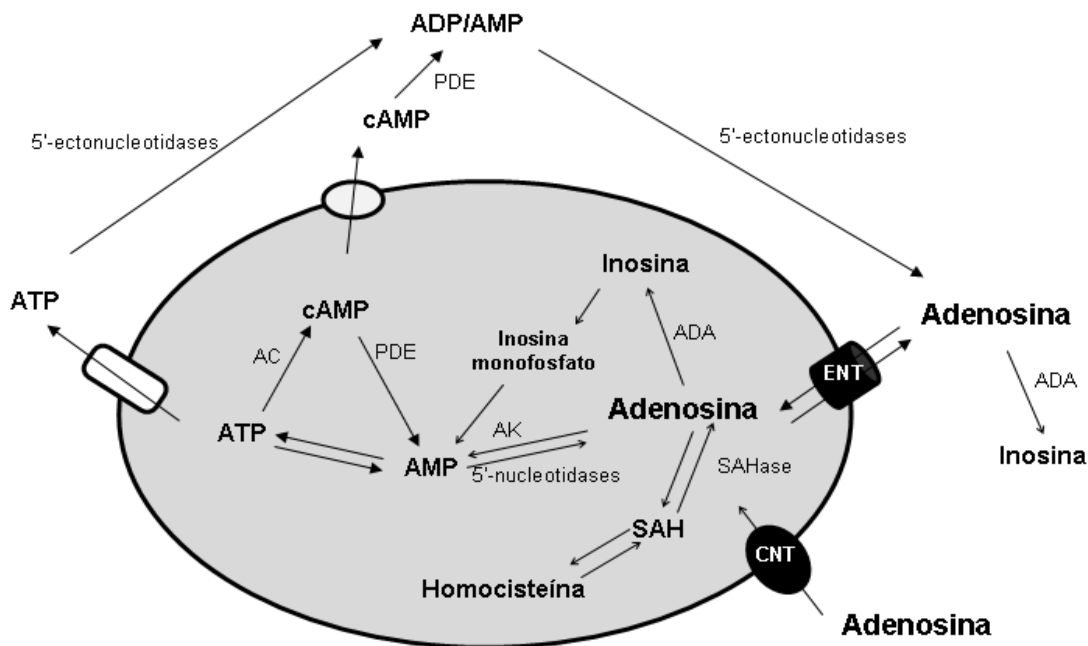 ADP/AMP
PDE
cAMP
5'-ectonucleotidases
5'-ectonucleotidases
Inosina
ATP
cAMP
Adenosina
ADA
Inosina
monofosfato
AC
PDE
ENT
ADA
Adenosina
ATP
AK
AMP
5'-nucleotidases
SAHase
Inosina
SAH
CNT
Homocisteína
Adenosina